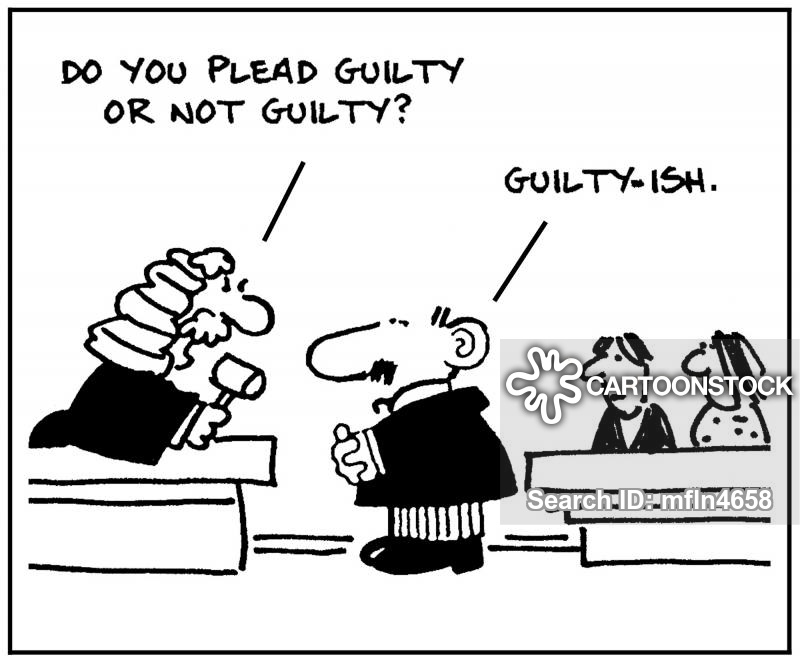 DO YOU PLEAD GUILTY
OR NOT GUILTY?
GUILTY-ISH.
CARTOONSTOCK
Search ID: mfln4658